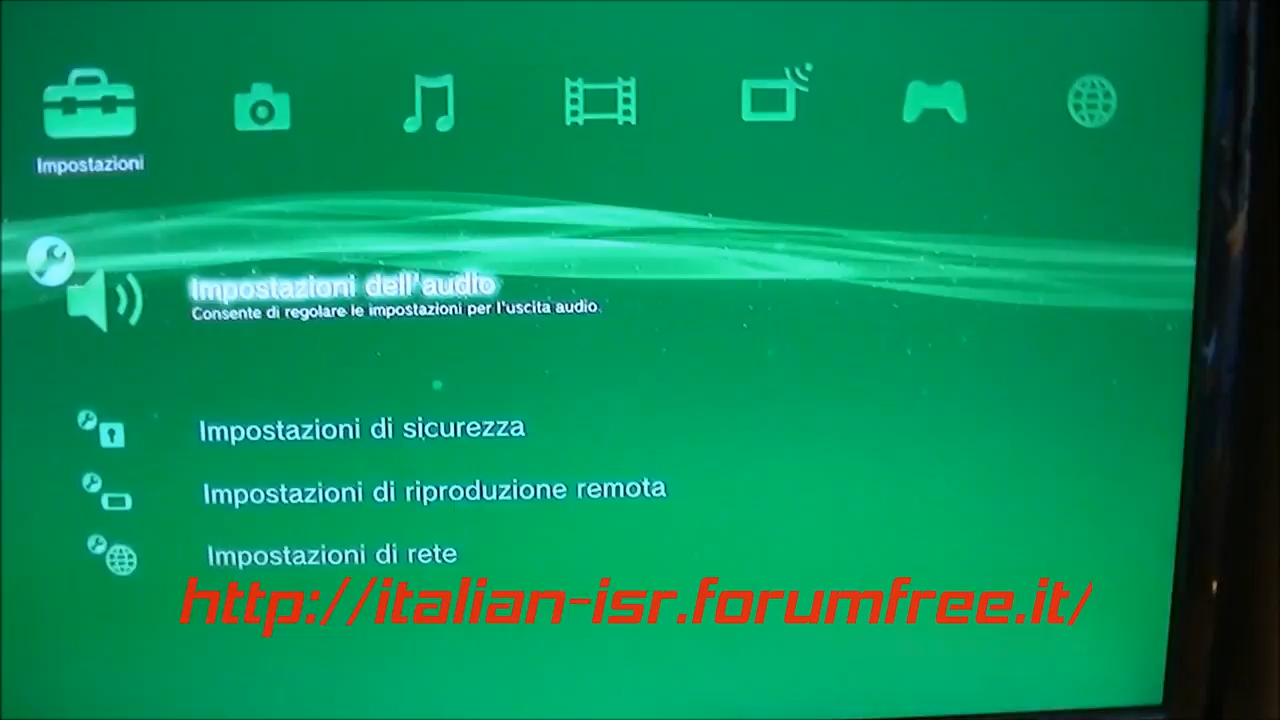 Impostazioni
Impostazioni dell'audio
Consente di regolare le impostazioni per l'uscita audio.
Impostazioni di sicurezza
Impostazioni di riproduzione remota
Impostazioni di rete
http://italian-isr.forumfree.it/